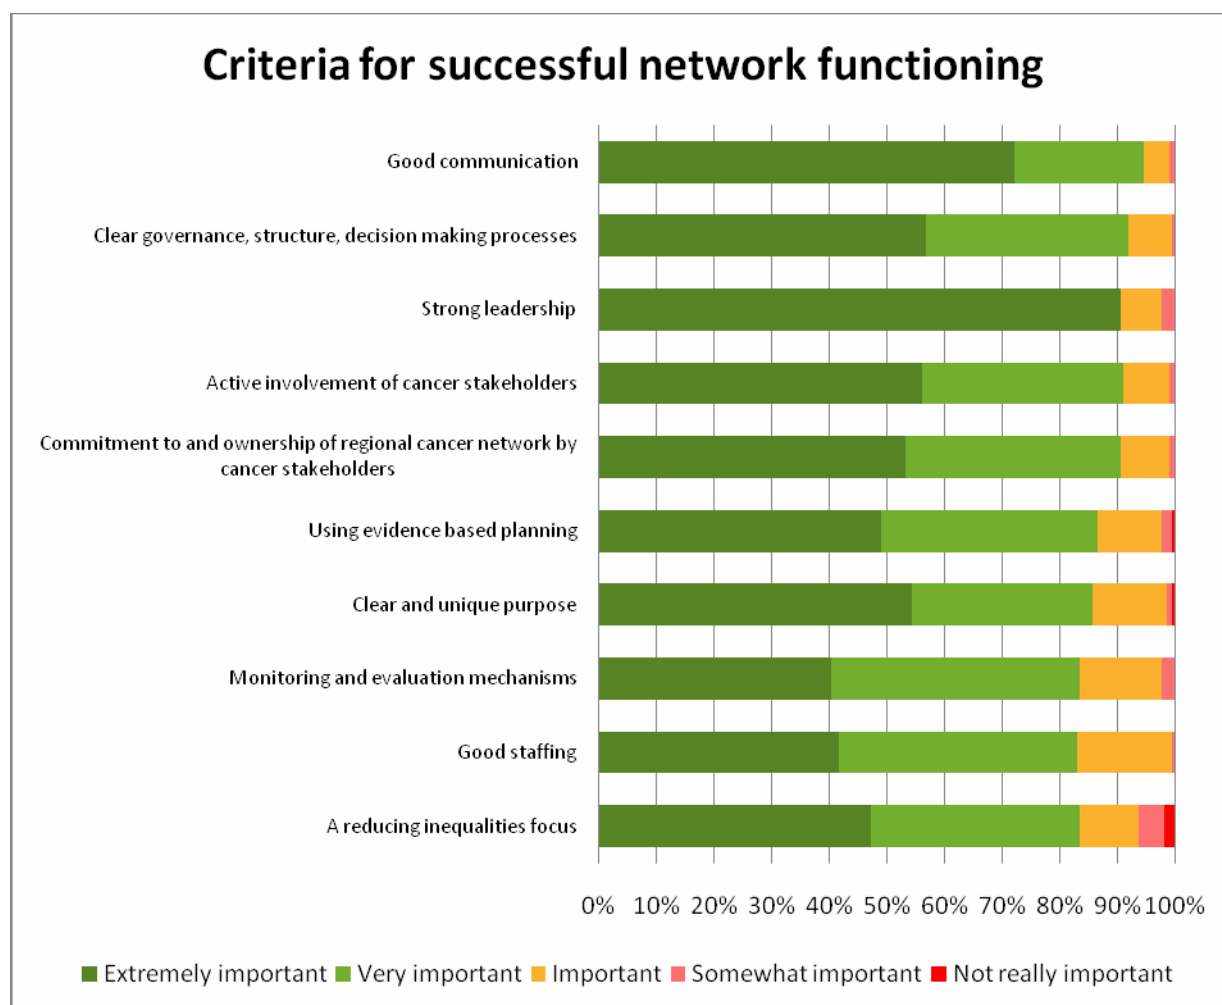 Criteria for successful network functioning
Good communication
Clear governance, structure, decision making processes
Strong leadership
Active involvement of cancer stakeholders
Commitment to and ownership of regional cancer network by
cancer stakeholders
Using evidence based planning
Clear and unique purpose
Monitoring and evaluation mechanisms
Good staffing
A reducing inequalities focus
0% 10% 20% 30% 40% 50% 60% 70% 80% 90% 100%
Extremely important Very important Important Somewhat important Not really important